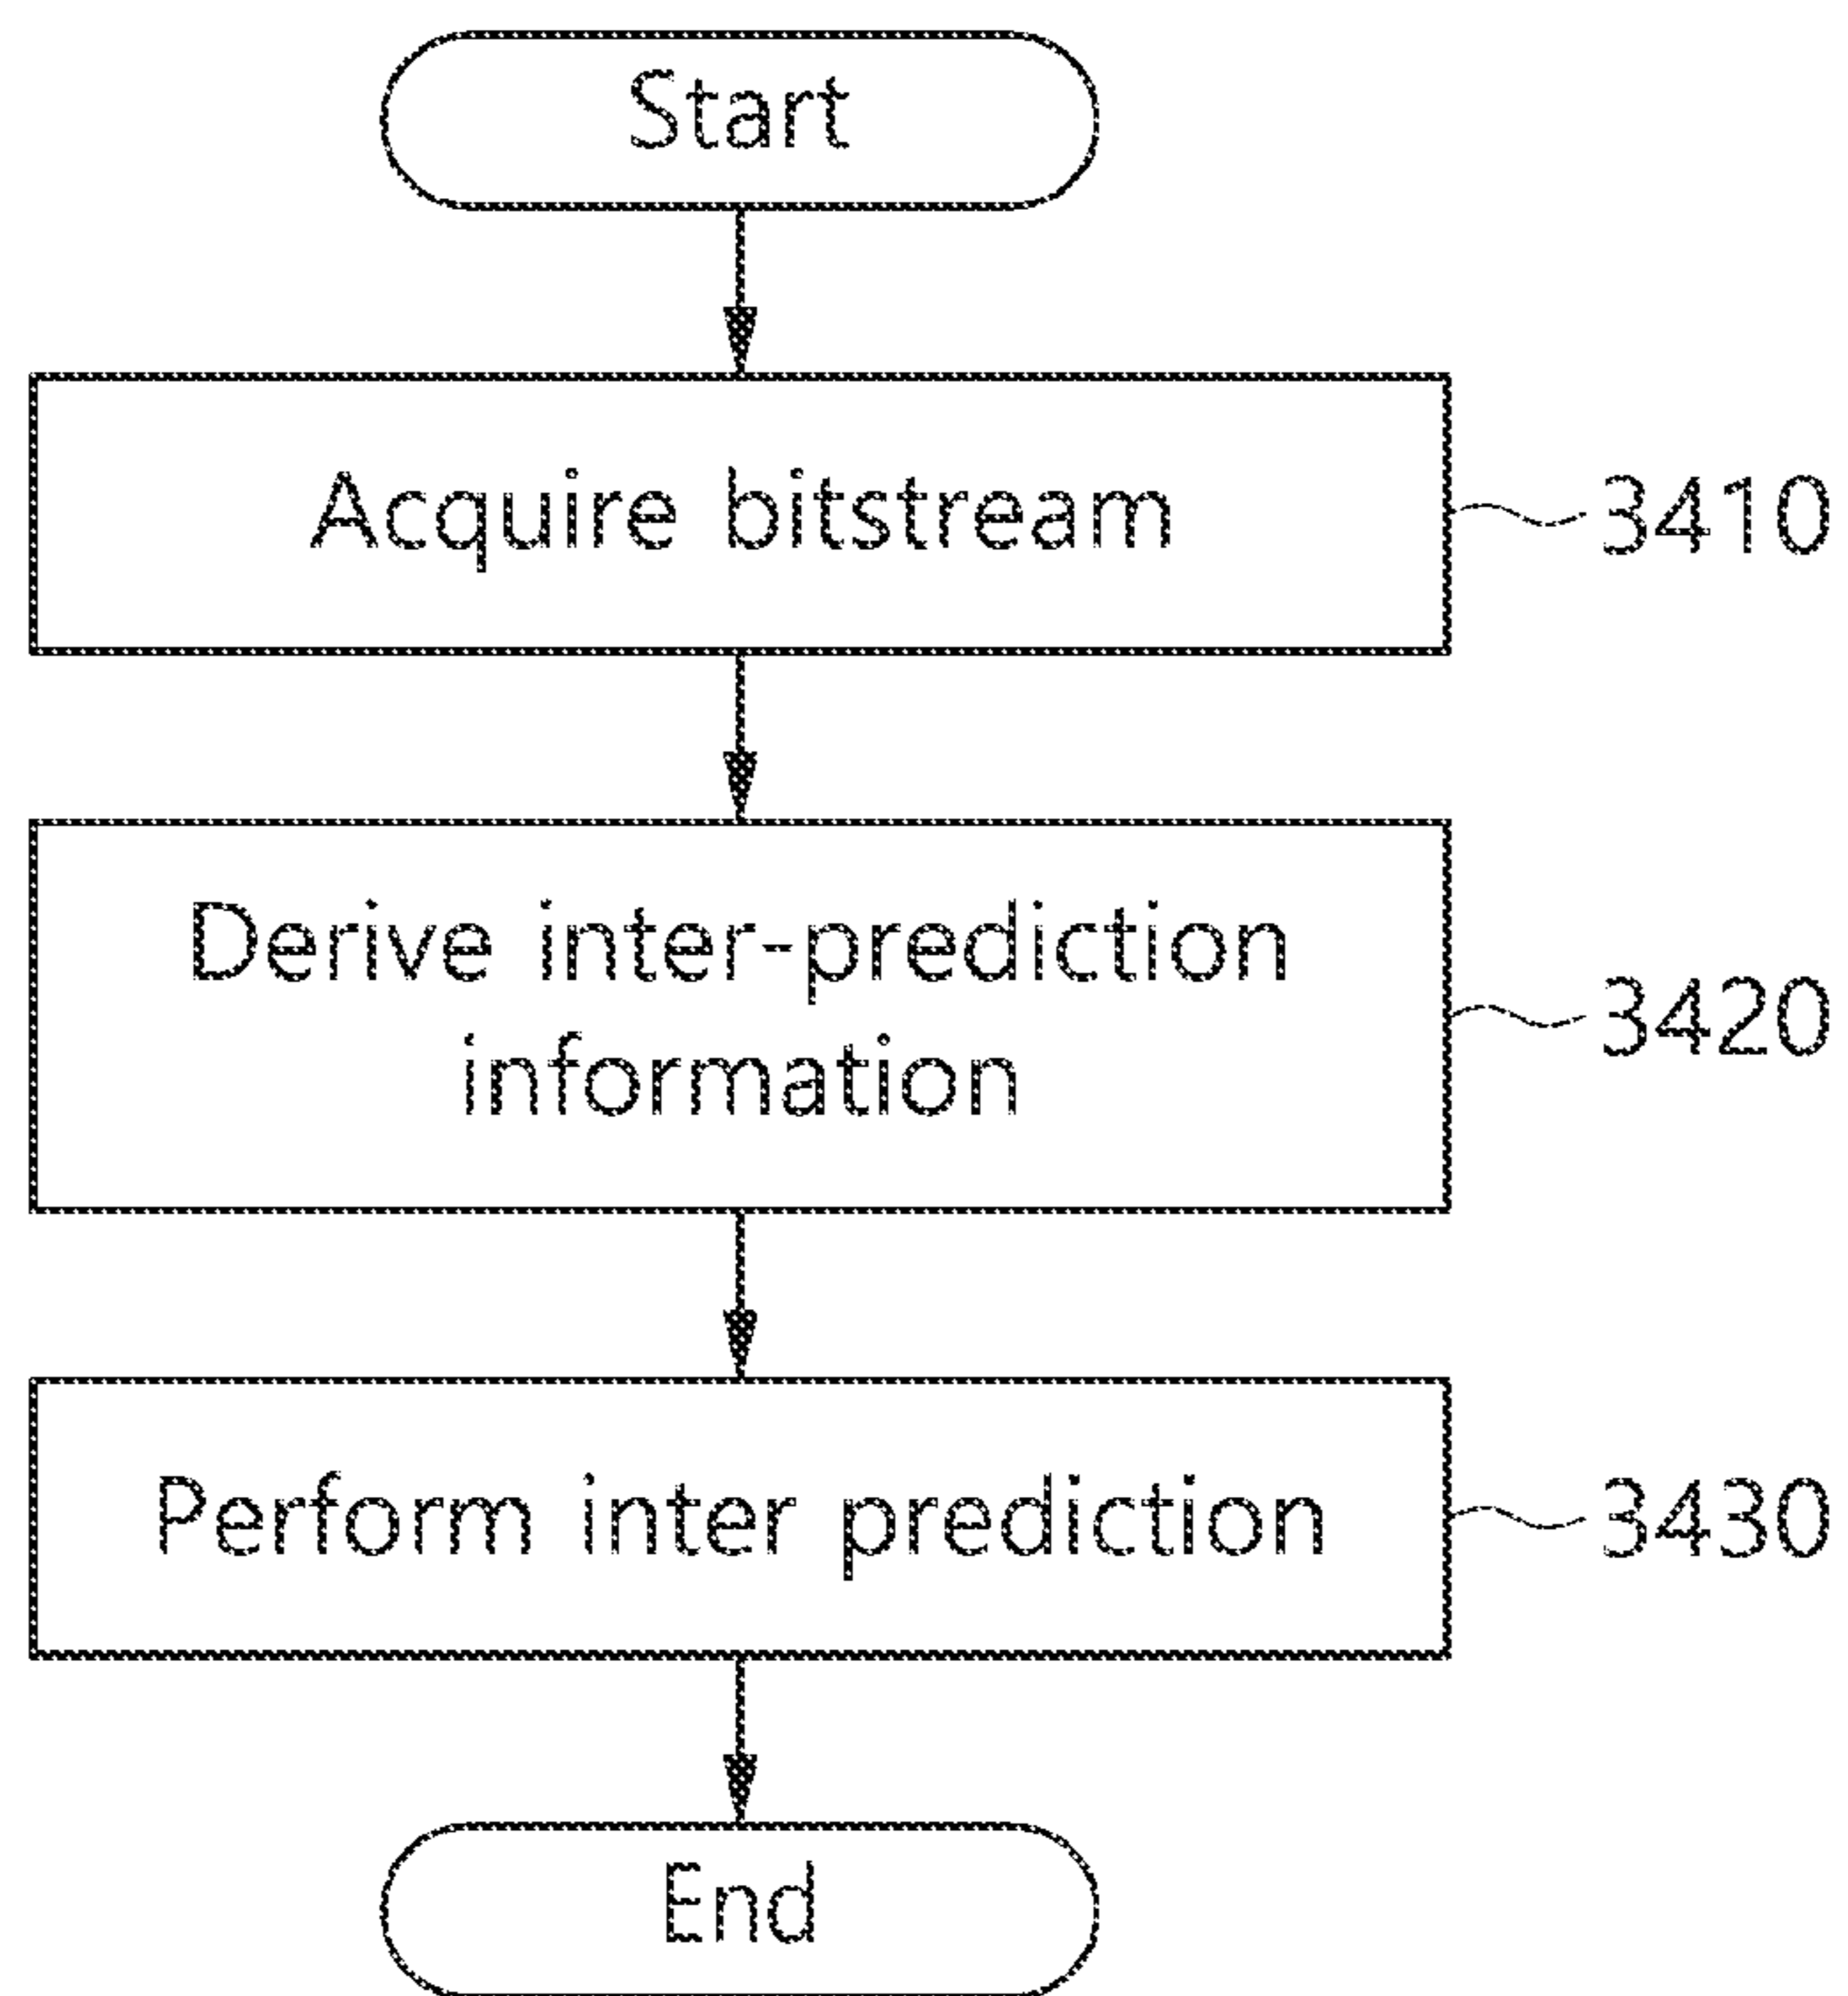 Start
Acquire bitstream
3410
Derive inter-prediction
information
3420
Perform inter prediction
3430
End